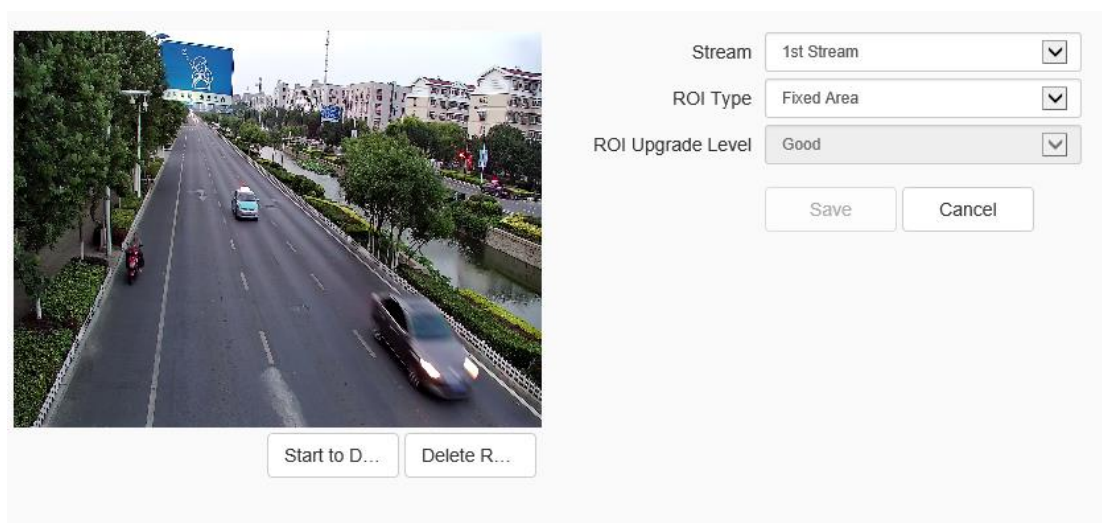 Stream 1st Stream
ROI Type Fixed Area
ROI Upgrade Level Good
Save Cancel
Start to D... Delete R...